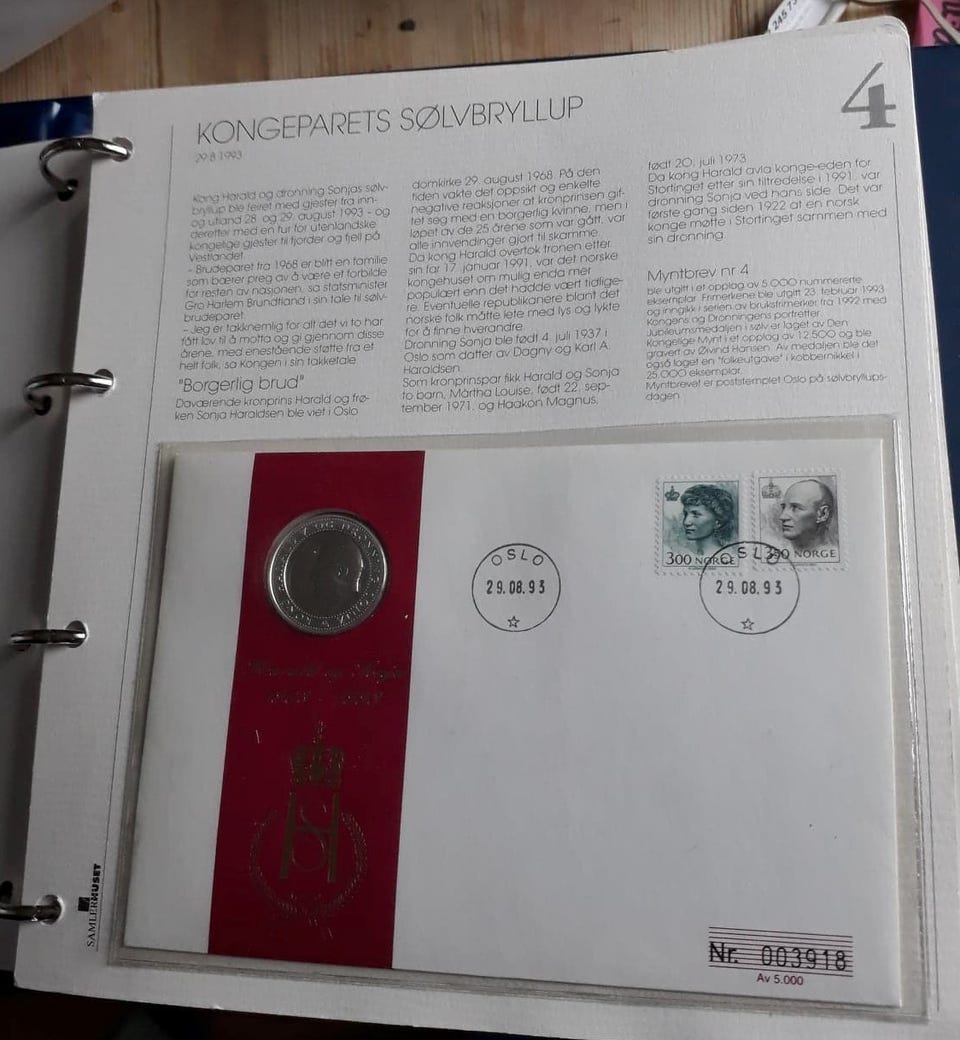 245 7
4
KONGEPARETS SØLVBRYLLUP
29.8.1993
Kong Harald og dronning Sonjas søl-
bryllup ble feiret med gjester fra inn-
og utland 28. og 29. august 1993 - og
deretter med en tur for utenlandske
kongelige gjester til fjorder og fjell på
Vestlandet.
- Brudeparet fra 1968 er blitt en familie
som bærer preg av å være et forbilde
for resten av nasjonen, sa statsminister
Gro Harlem Brundtland i sin tale til sølv-
brudeparet.
- Jeg er takknemlig for alt det vi to har
fått lov til å motta og gi gjennom disse
årene, med enestående støtte fra et
helt folk, sa Kongen i sin takketale.
"Borgerlig brud"
Daværende kronprins Harald og frø-
ken Sonja Haraldsen ble viet i Oslo
domkirke 29. august 1968. På den
tiden vakte det oppsikt og enkelte
negative reaksjoner at kronprinsen gif-
tet seg med en borgerlig kvinne, men i
løpet av de 25 årene som var gått, var
alle innvendinger gjort til skamme.
Da kong Harald overtok tronen etter
sin far 17. januar 1991, var det norske
kongehuset om mulig enda mer
populært enn det hadde vært tidlige-
re. Eventuelle republikanere blant det
norske folk måtte lete med lys og lykte
for å finne hverandre.
Dronning Sonja ble født 4. juli 1937 i
Oslo som datter av Dagny og Karl A.
Haraldsen.
Som kronprinspar fikk Harald og Sonja
to barn, Märtha Louise, født 22. sep-
tember 1971, og Haakon Magnus,
født 20. juli 1973
Da kong Harald avla konge-eden for
Stortinget etter sin tiltredelse i 1991, var
dronning Sonja ved hans side. Det var
første gang siden 1922 at en norsk
konge møtte i Stortinget sammen med
sin dronning.
Myntbrev nr 4
ble utgitt i et opplag av 5.000 nummererte
eksemplar. Frimerkene ble utgitt 23. februar 1993
og inngikk i serien av bruksfrimerker fra 1992 med
Kongens og Dronningens portretter.
Jubileumsmedaljen i sølv er laget av Den
Kongelige Mynt i et opplag av 12.500 og ble
gravert av Øivind Hansen. Av medaljen ble det
også laget en "folkeutgave" i kobbernikkel i
25.000 eksemplar.
Myntbrevet er poststemplet Oslo på sølvbryllups-
dagen.
3.00 NORGE
3.50 NORGE
OSLO
29.08.93
OSLO
29.08.93
SAMLERHUSET
Nr. 003918
Av 5.000